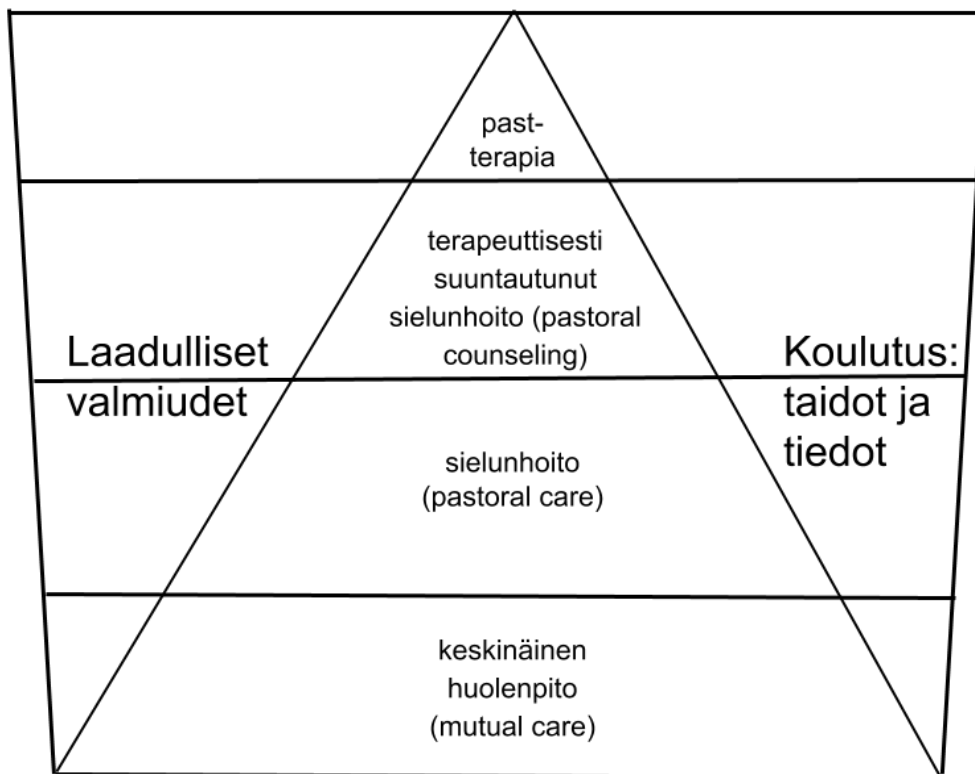 past-
terapia
terapeuttisesti
suuntautunut
sielunhoito (pastoral
counseling)
Laadulliset
valmiudet
Koulutus:
taidot ja
tiedot
sielunhoito
(pastoral care)
keskinäinen
huolenpito
(mutual care)